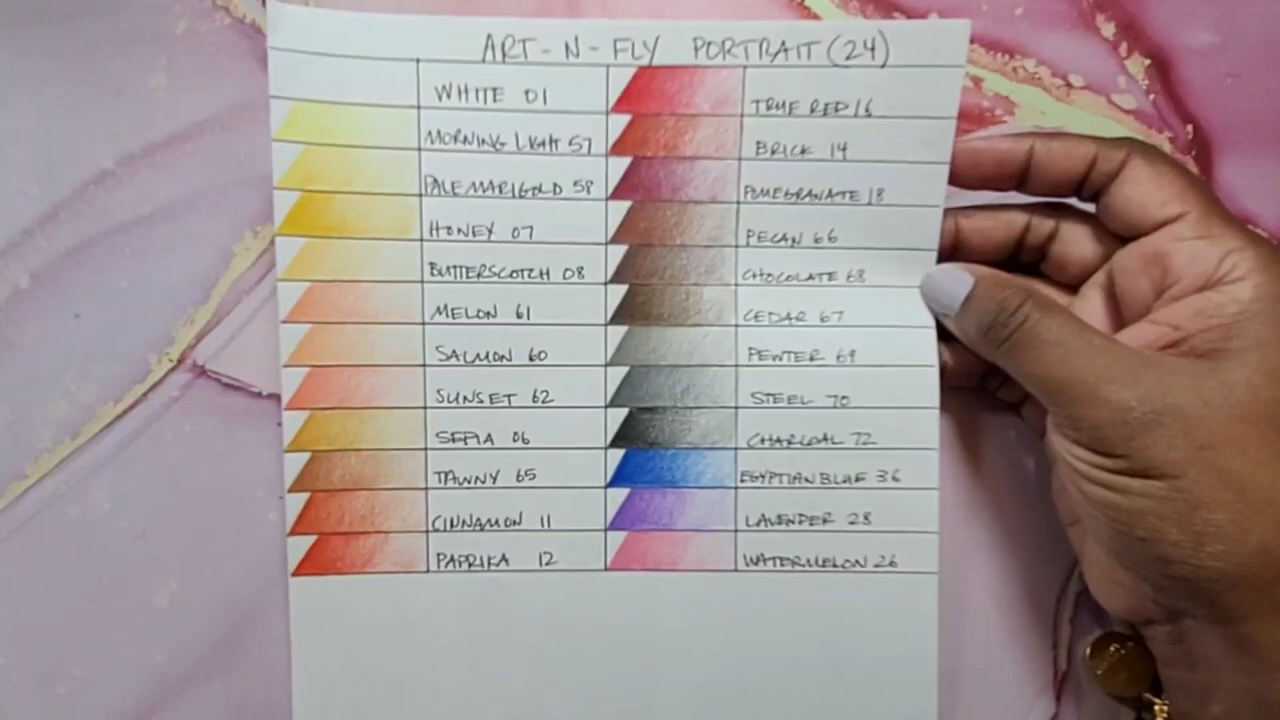 ART-N-FLY PORTRAIT (24)
WHITE 01
MORNING LIGHT 57
PALE MARIGOLD 58
HONEY 07
BUTTERSCOTCH 08
MELON 61
SALMON 60
SUNSET 62
SEPIA 06
TAWNY 65
CINNAMON 11
PAPRIKA 12
TRUE RED 16
BRICK 14
POMEGRANATE 18
PECAN 66
CHOCOLATE 68
CEDAR 67
PEWTER 69
STEEL 70
CHARCOAL 72
EGYPTIAN BLUE 36
LAVENDER 28
WATERMELON 26